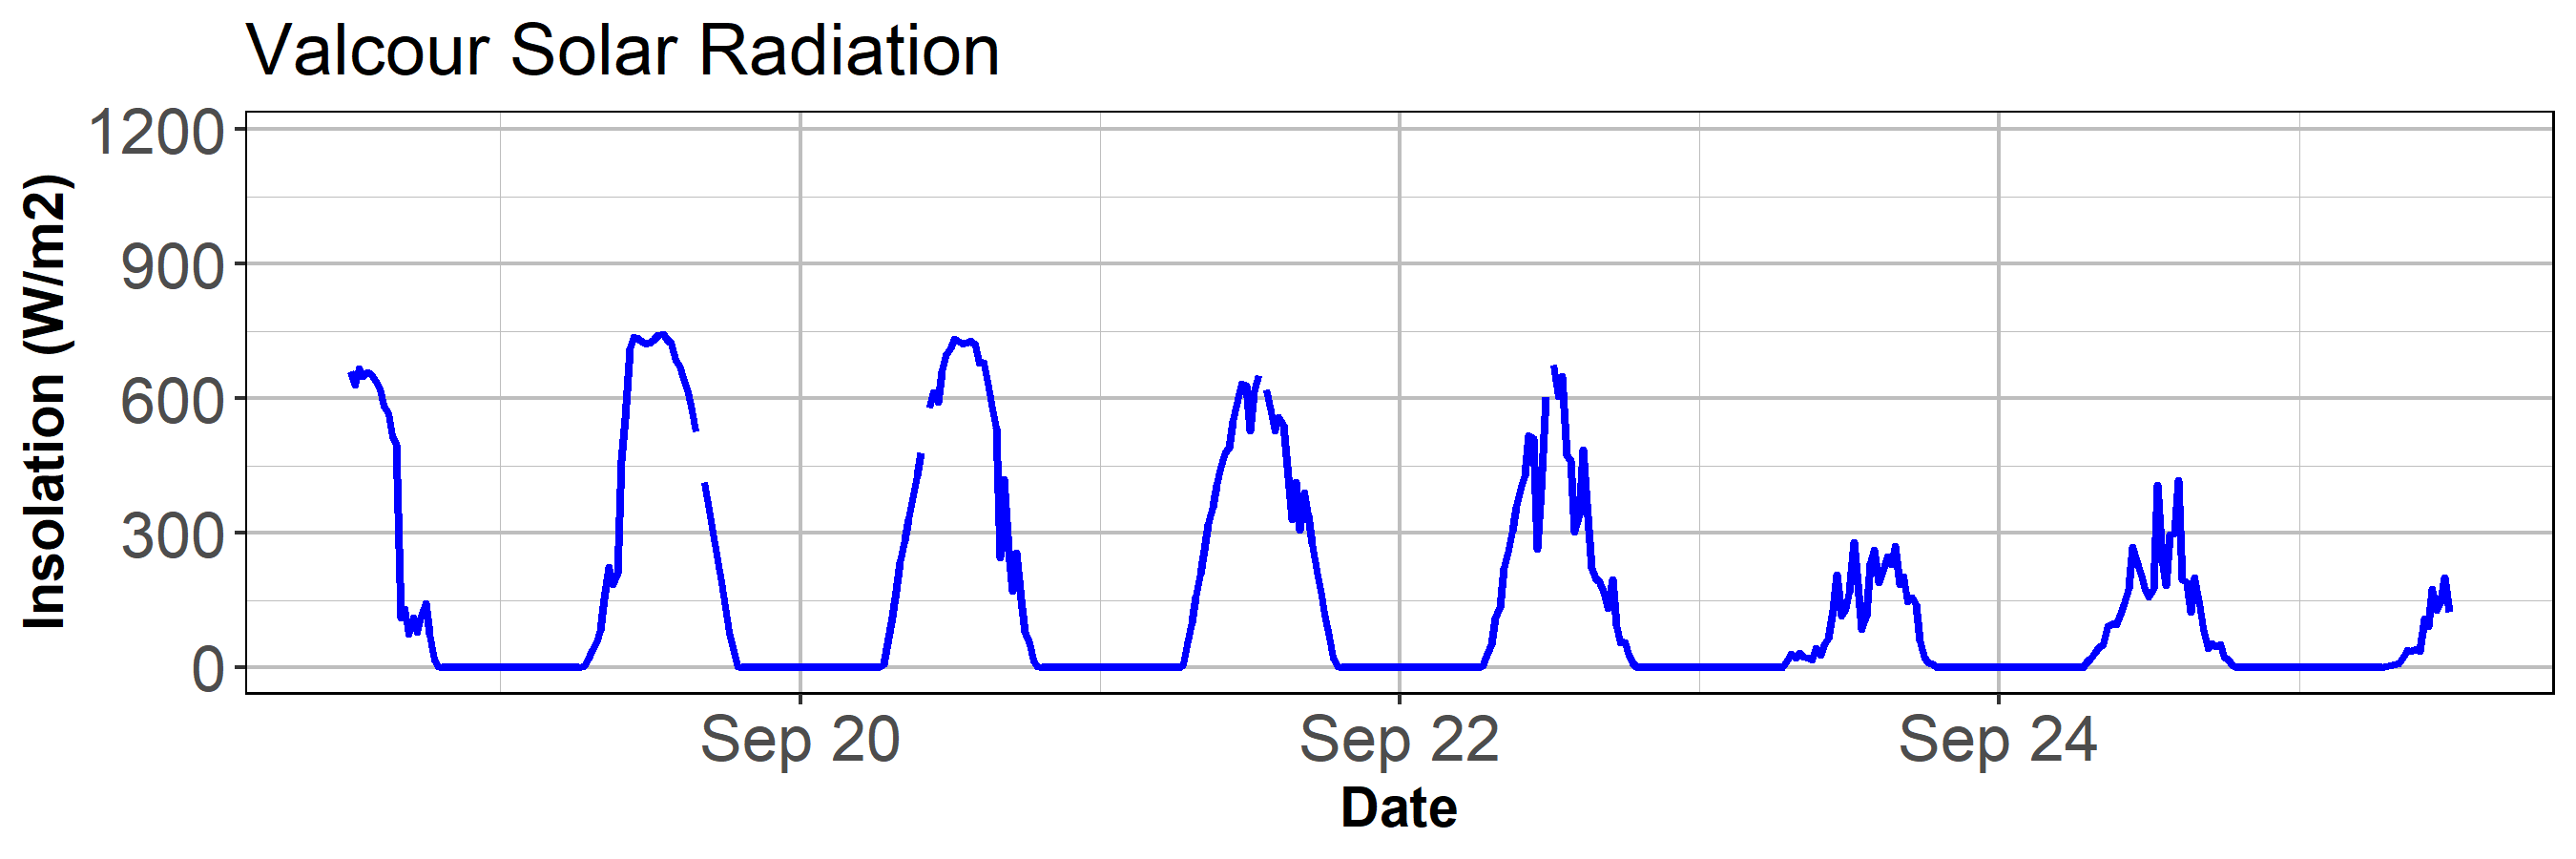 Valcour Solar Radiation
1200
900
600
300
0
Insolation (W/m2)
Sep 20
Sep 22
Sep 24
Date